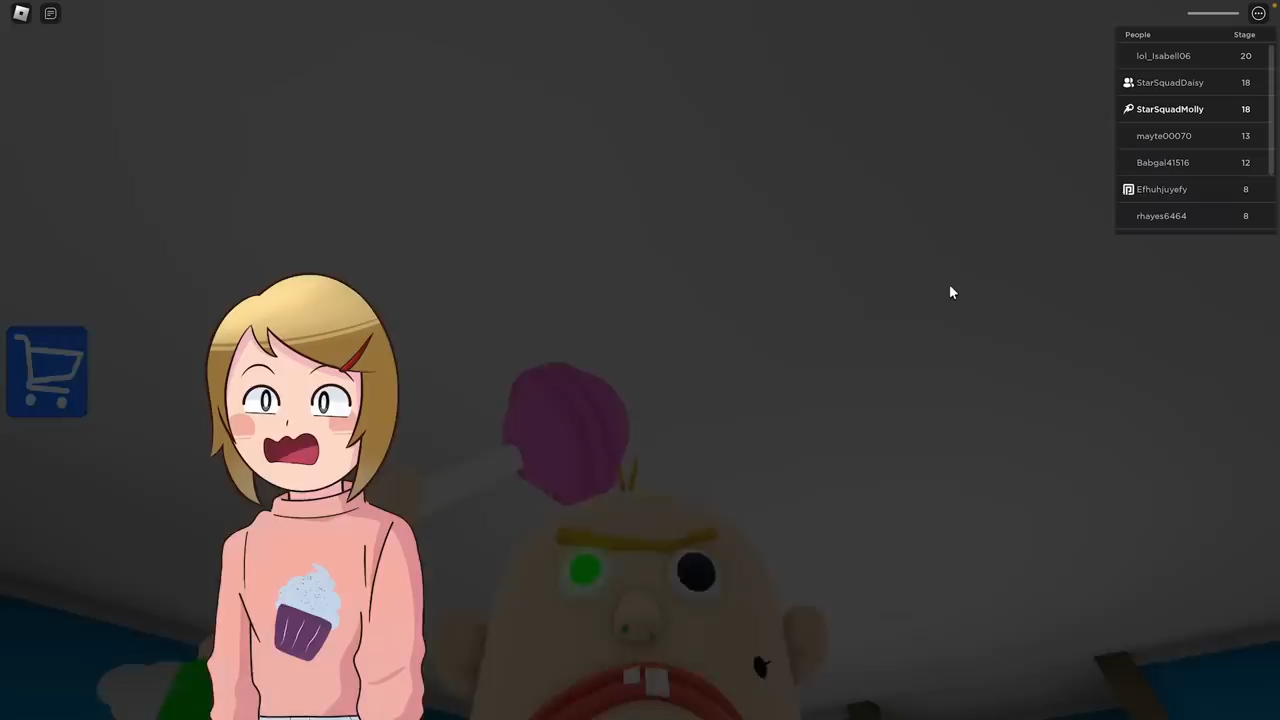 People Stage
lol_Isabell06 20
StarSquadDaisy 18
StarSquadMolly 18
mayte00070 13
Babgal41516 12
Efhuhjuyefy 8
rhayes6464 8